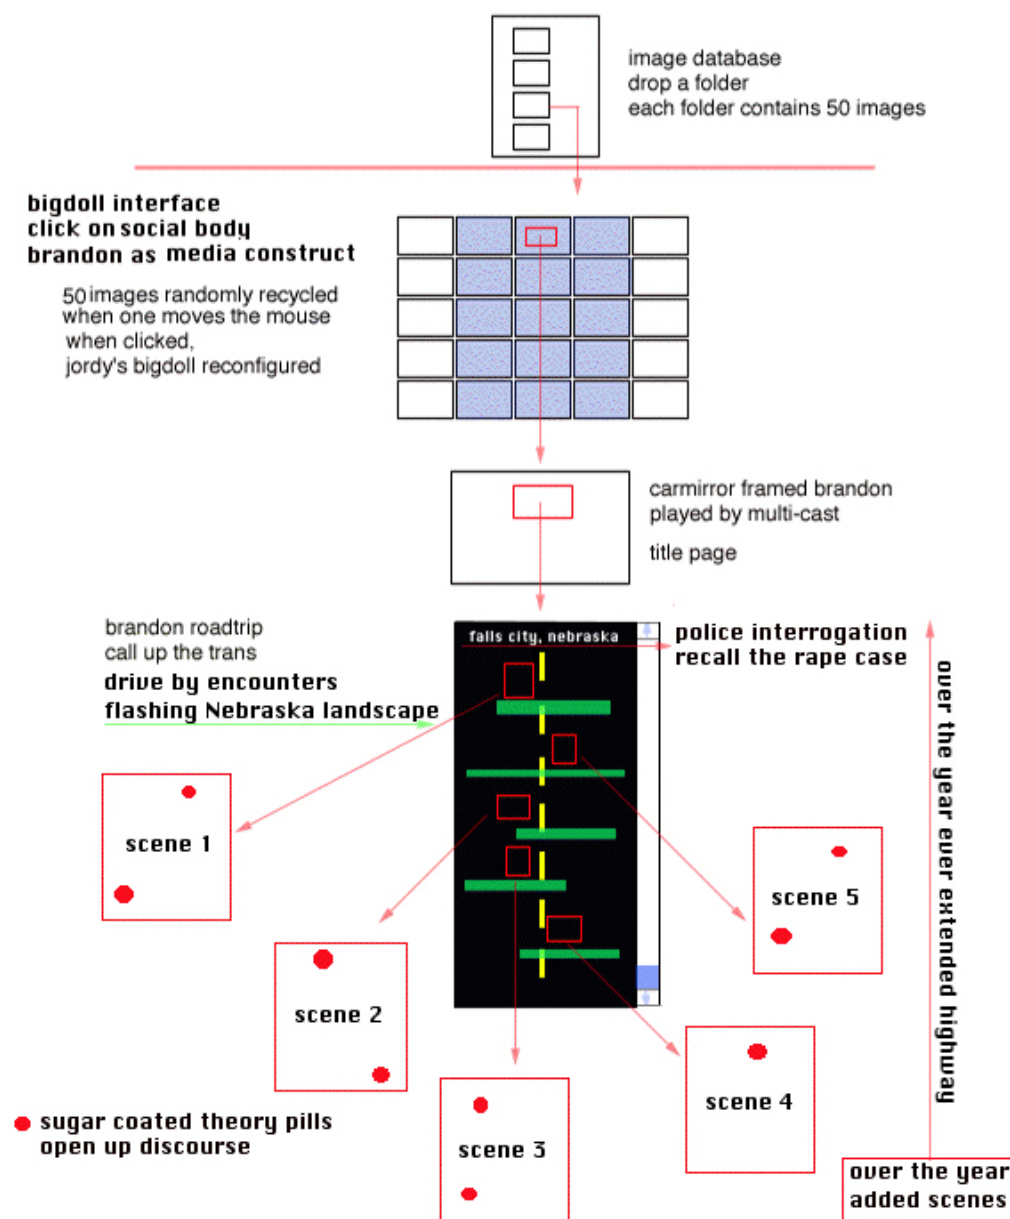 image database
drop a folder
each folder contains 50 images
bigdoll interface
click on social body
brandon as media construct
50 images randomly recycled
when one moves the mouse
when clicked,
jordy's bigdoll reconfigured
carmirror framed brandon
played by multi-cast
title page
brandon roadtrip
call up the trans
drive by encounters
flashing Nebraska landscape
falls city, nebraska
police interrogation
recall the rape case
over the year ever extended highway
scene 1
scene 5
scene 2
scene 4
scene 3
sugar coated theory pills
open up discourse
over the year
added scenes